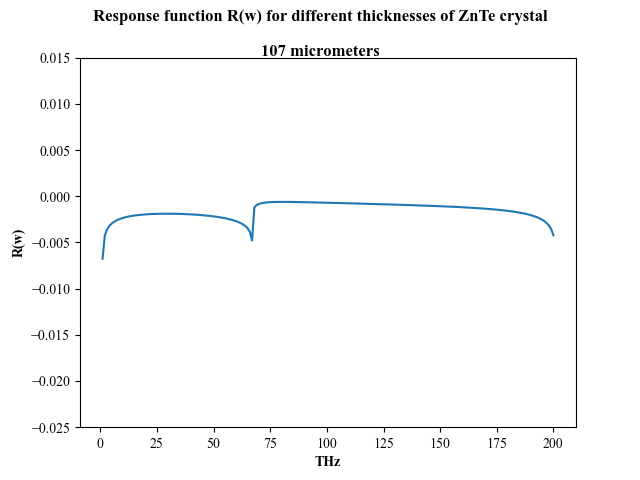 Response function R(w) for different thicknesses of ZnTe crystal
107 micrometers
0.015
0.010
0.005
0.000
−0.005
−0.010
−0.015
−0.020
−0.025
R(w)
0 25 50 75 100 125 150 175 200
THz